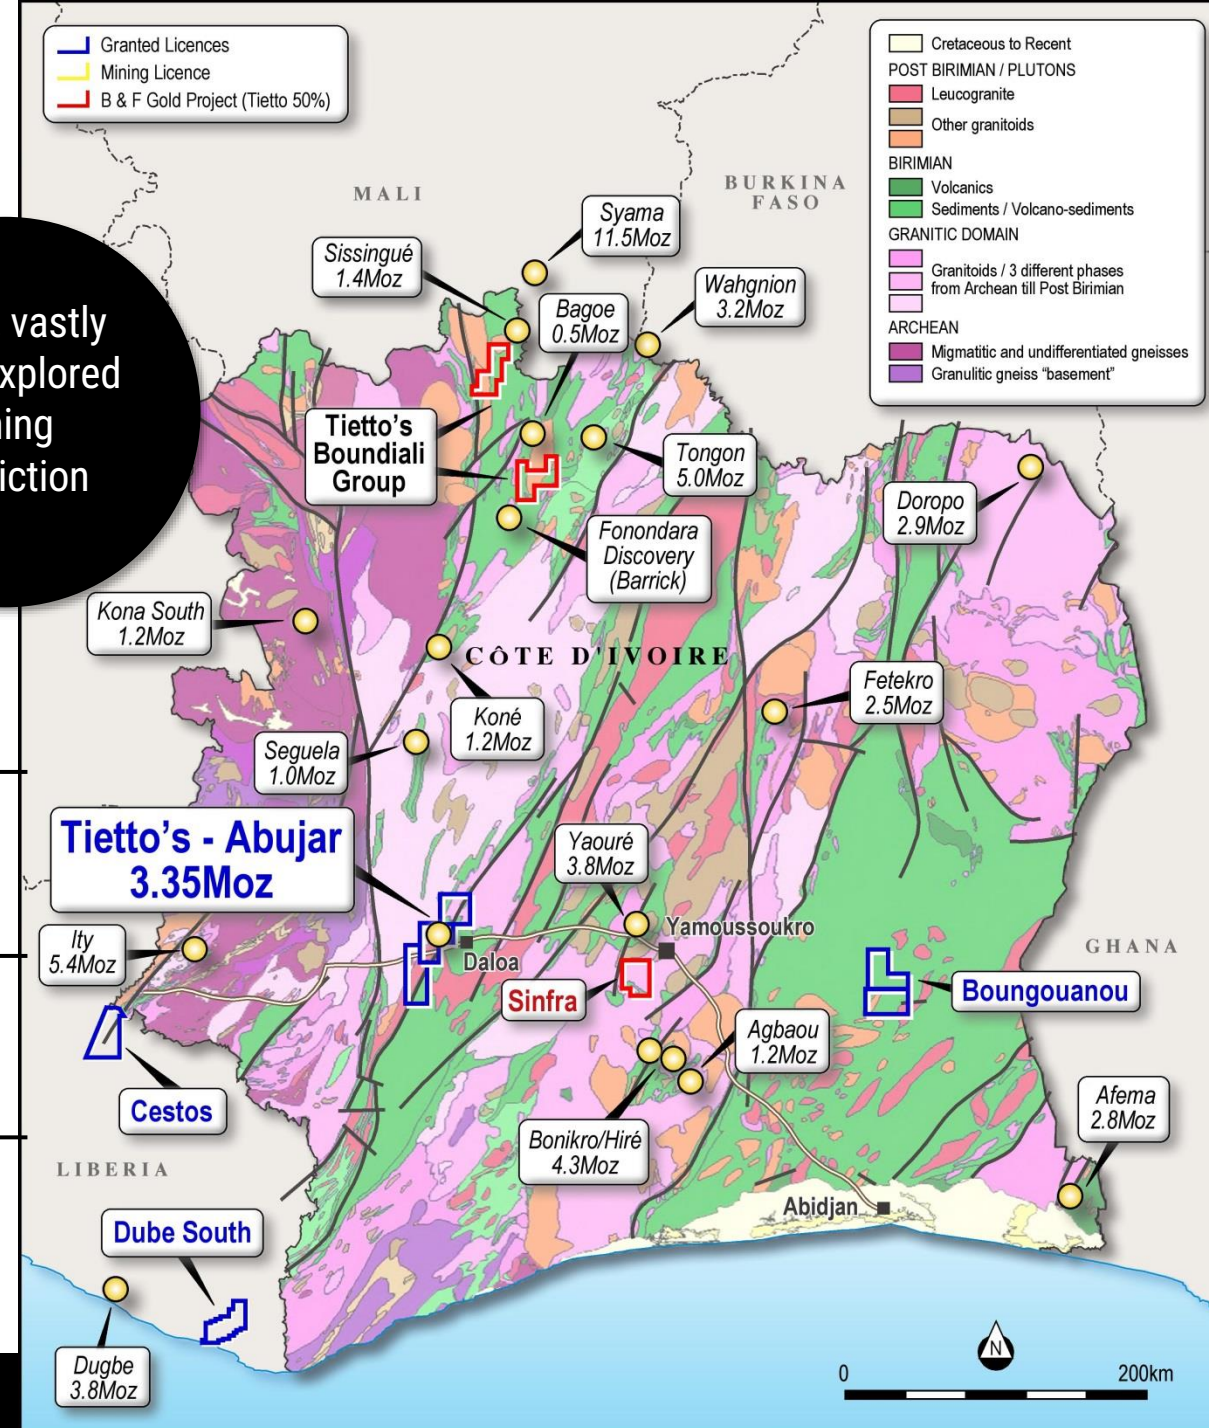 Granted Licences
Mining Licence
B & F Gold Project (Tietto 50%)
Cretaceous to Recent
POST BIRIMIAN / PLUTONS
Leucogranite
Other granitoids
BIRIMIAN
Volcanics
Sediments / Volcano-sediments
GRANITIC DOMAIN
Granitoids / 3 different phases
from Archean till Post Birimian
ARCHEAN
Migmatitic and undifferentiated gneisses
Granulitic gneiss “basement”
MALI
BURKINA
FASO
Syama
11.5Moz
Sissingué
1.4Moz
Bagoe
0.5Moz
Wahgnion
3.2Moz
vastly
Tietto’s
Boundiali
Group
Tongon
5.0Moz
Doropo
2.9Moz
Fonondara
Discovery
(Barrick)
Kona South
1.2Moz
CÔTE D'IVOIRE
Koné
1.2Moz
Fetekro
2.5Moz
Seguela
1.0Moz
Tietto’s - Abujar
3.35Moz
Yaouré
3.8Moz
Yamoussoukro
Daloa
Ity
5.4Moz
GHANA
Sinfra
Boungouanou
Cestos
Agbaou
1.2Moz
Bonikro/Hiré
4.3Moz
Afema
2.8Moz
LIBERIA
Abidjan
Dube South
Dugbe
3.8Moz
N
0 200km